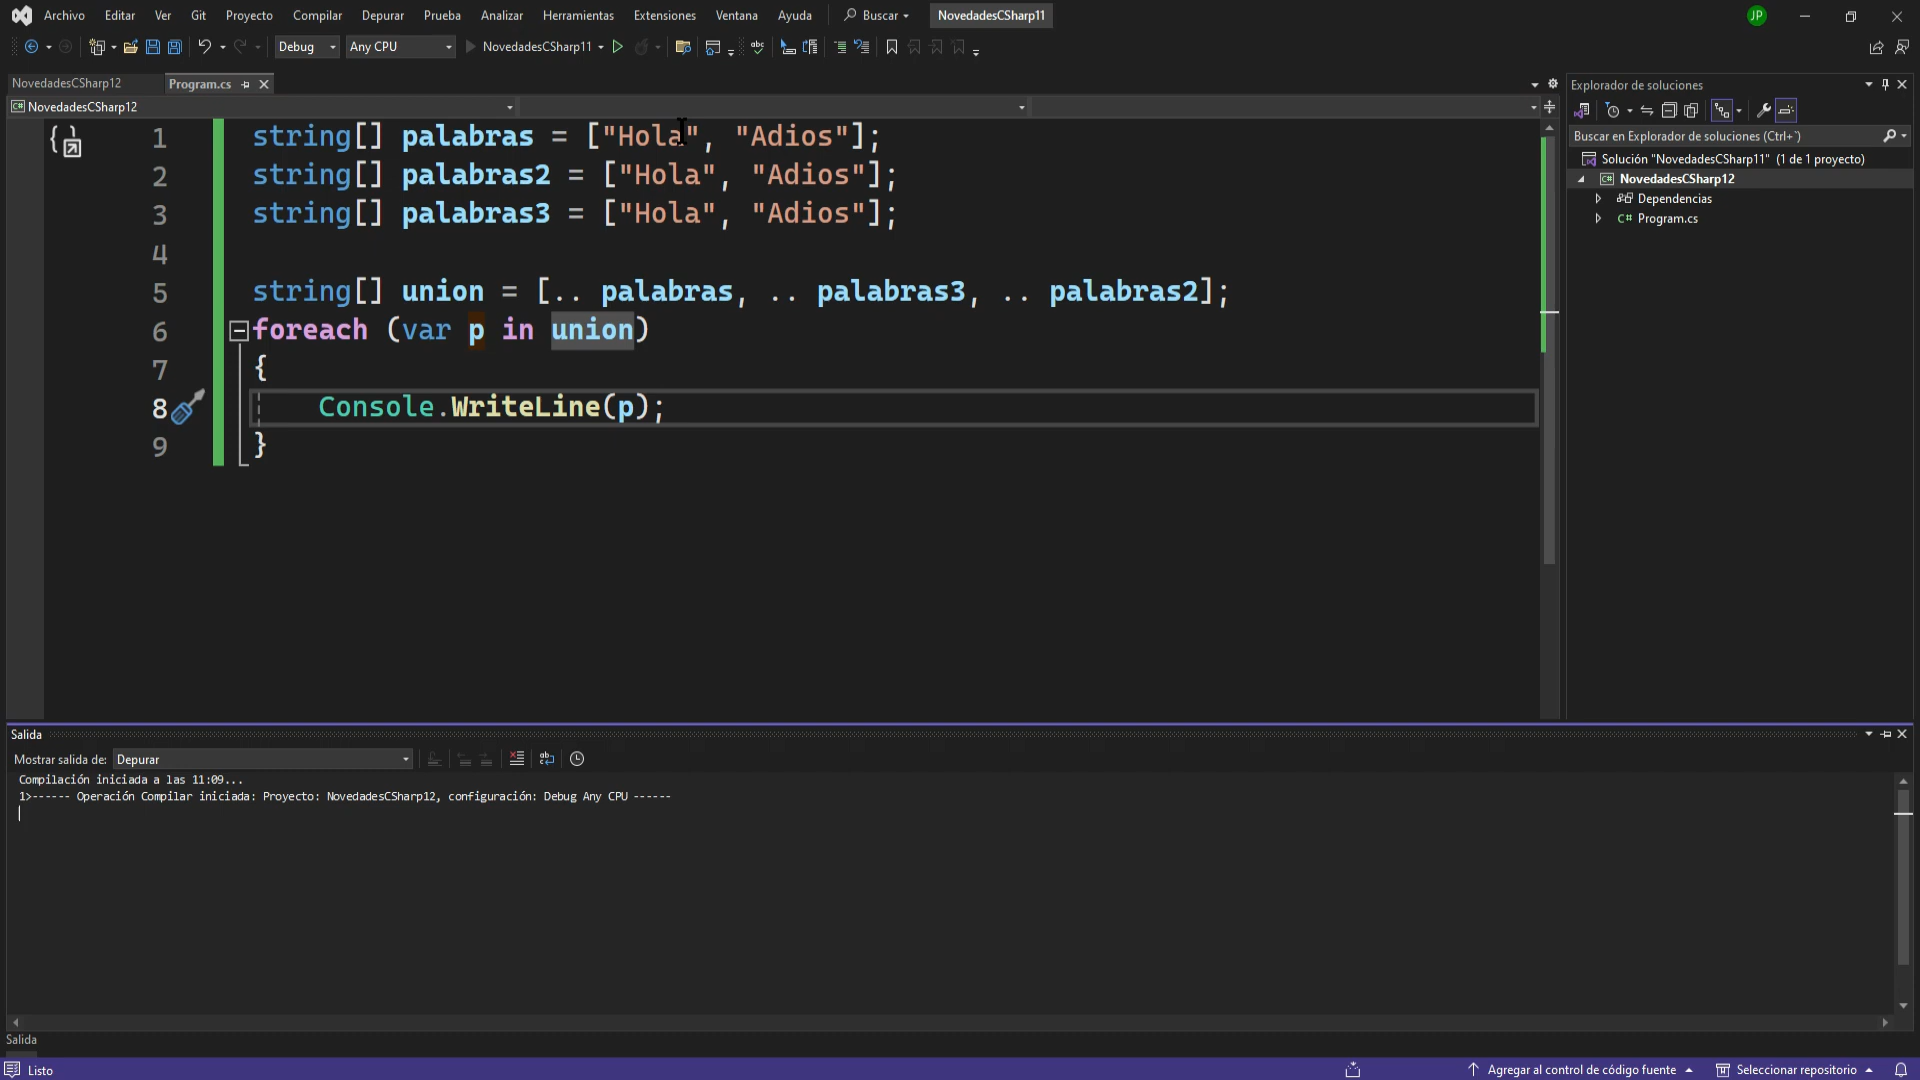 Archivo Editar Ver Git Proyecto Compilar Depurar Prueba Analizar Herramientas Extensiones Ventana Ayuda Buscar NovedadesCSharp11 JP
Debug Any CPU NovedadesCSharp11
NovedadesCSharp12 Program.cs
NovedadesCSharp12
1 string[] palabras = ["Hola", "Adios"];
2 string[] palabras2 = ["Hola", "Adios"];
3 string[] palabras3 = ["Hola", "Adios"];
4
5 string[] union = [.. palabras, .. palabras3, .. palabras2];
6 foreach (var p in union)
7 {
8 Console.WriteLine(p);
9 }
Explorador de soluciones
Buscar en Explorador de soluciones (Ctrl+`)
Solución "NovedadesCSharp11" (1 de 1 proyecto)
C# NovedadesCSharp12
Dependencias
C# Program.cs
Salida
Mostrar salida de: Depurar
Compilación iniciada a las 11:09...
1>------ Operación Compilar iniciada: Proyecto: NovedadesCSharp12, configuración: Debug Any CPU ------
Salida
Listo Agregar al control de código fuente Seleccionar repositorio